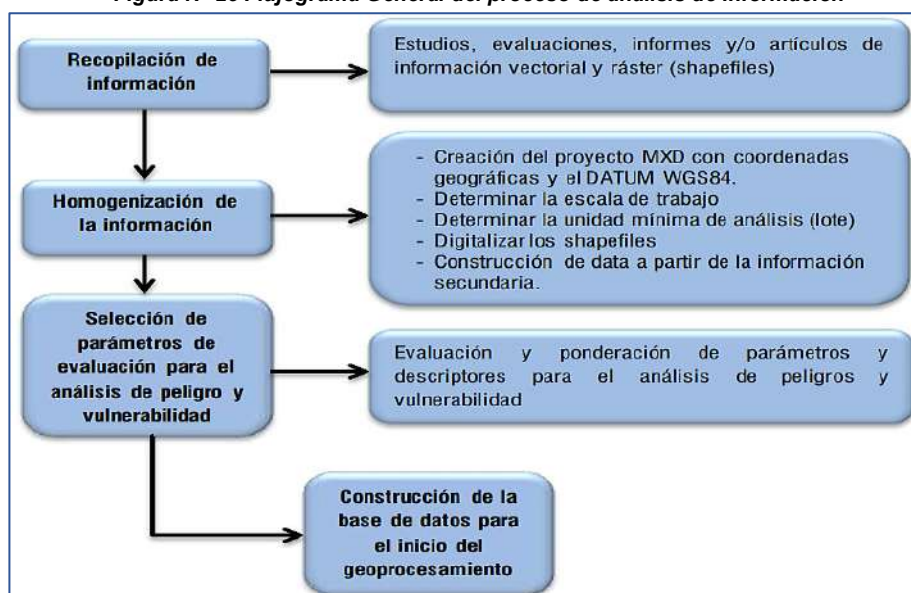 Recopilación de
información
Estudios, evaluaciones, informes y/o artículos de
información vectorial y ráster (shapefiles)
Homogenización de
la información
- Creación del proyecto MXD con coordenadas
geográficas y el DATUM WGS84.
- Determinar la escala de trabajo
- Determinar la unidad mínima de análisis (lote)
- Digitalizar los shapefiles
- Construcción de data a partir de la información
secundaria.
Selección de
parámetros de
evaluación para el
análisis de peligro y
vulnerabilidad
Evaluación y ponderación de parámetros y
descriptores para el análisis de peligros y
vulnerabilidad
Construcción de la
base de datos para
el inicio del
geoprocesamiento